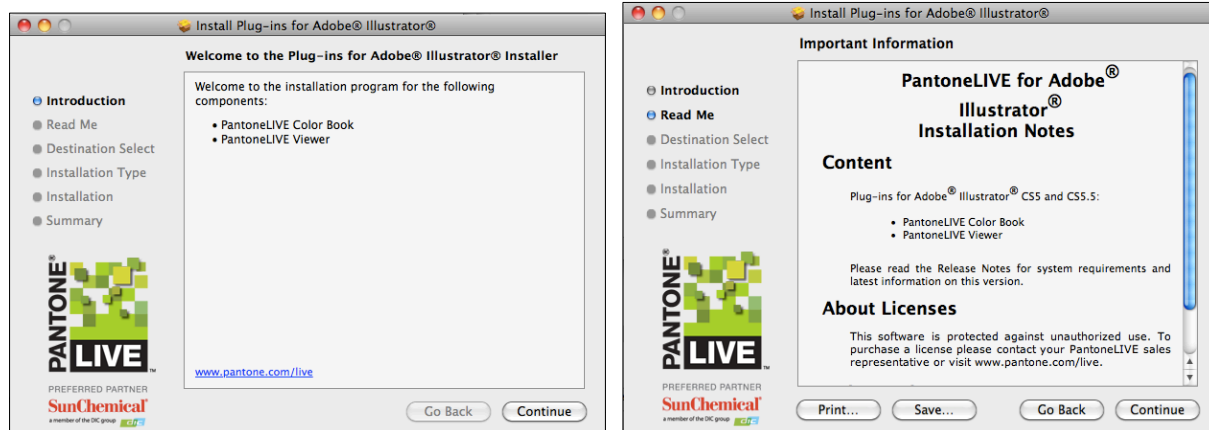 Install Plug-ins for Adobe® Illustrator®
Welcome to the Plug-ins for Adobe® Illustrator® Installer
Introduction
Read Me
Destination Select
Installation Type
Installation
Summary
Welcome to the installation program for the following
components:
• PantoneLIVE Color Book
• PantoneLIVE Viewer
www.pantone.com/live
PANTONE®
LIVE™
PREFERRED PARTNER
SunChemical®
a member of the DIC group
DIC
Go Back
Continue
Install Plug-ins for Adobe® Illustrator®
Important Information
Introduction
Read Me
Destination Select
Installation Type
Installation
Summary
PantoneLIVE for Adobe®
Illustrator®
Installation Notes
Content
Plug-ins for Adobe® Illustrator® CS5 and CS5.5:
• PantoneLIVE Color Book
• PantoneLIVE Viewer
Please read the Release Notes for system requirements and
latest information on this version.
About Licenses
This software is protected against unauthorized use. To
purchase a license please contact your PantoneLIVE sales
representative or visit www.pantone.com/live.
PANTONE®
LIVE™
PREFERRED PARTNER
SunChemical®
a member of the DIC group
DIC
Print...
Save...
Go Back
Continue